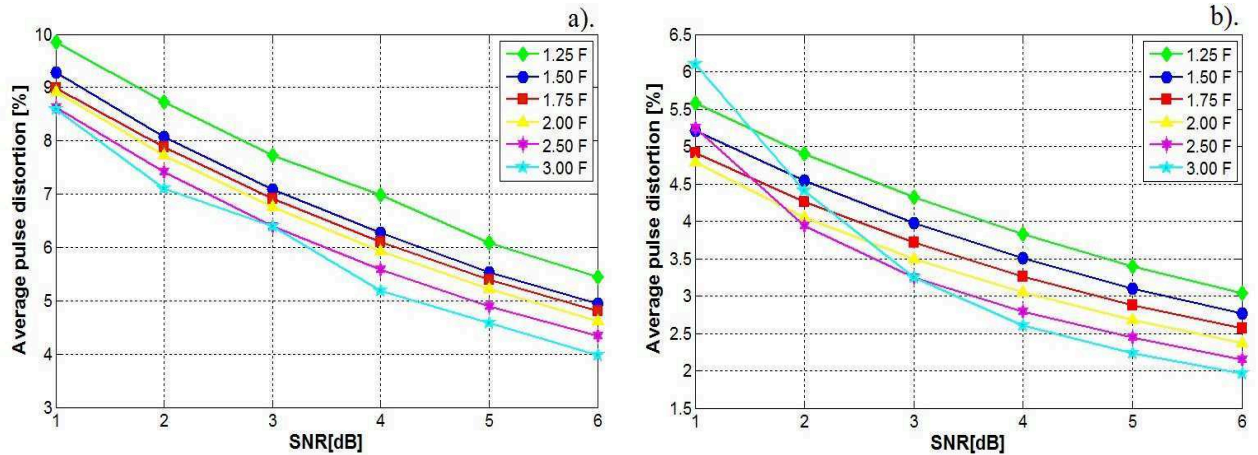 a).
Average pulse distortion [%]
10
9
8
7
6
5
4
3
1.25 F
1.50 F
1.75 F
2.00 F
2.50 F
3.00 F
1 2 3 4 5 6
SNR[dB]
b).
Average pulse distortion [%]
6.5
6
5.5
5
4.5
4
3.5
3
2.5
2
1.5
1.25 F
1.50 F
1.75 F
2.00 F
2.50 F
3.00 F
1 2 3 4 5 6
SNR[dB]